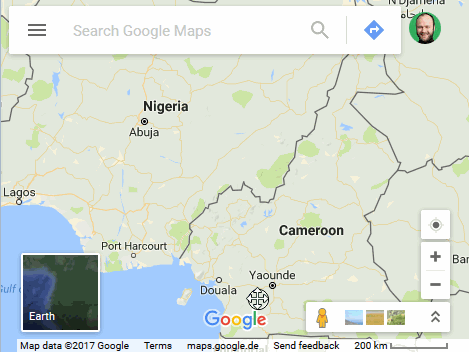 N'Djamena
Search Google Maps
Nigeria
Abuja
Lagos
Cameroon
Port Harcourt
Yaounde
Douala
Gulf
Earth
Google
Map data ©2017 Google Terms maps.google.de Send feedback 200 km